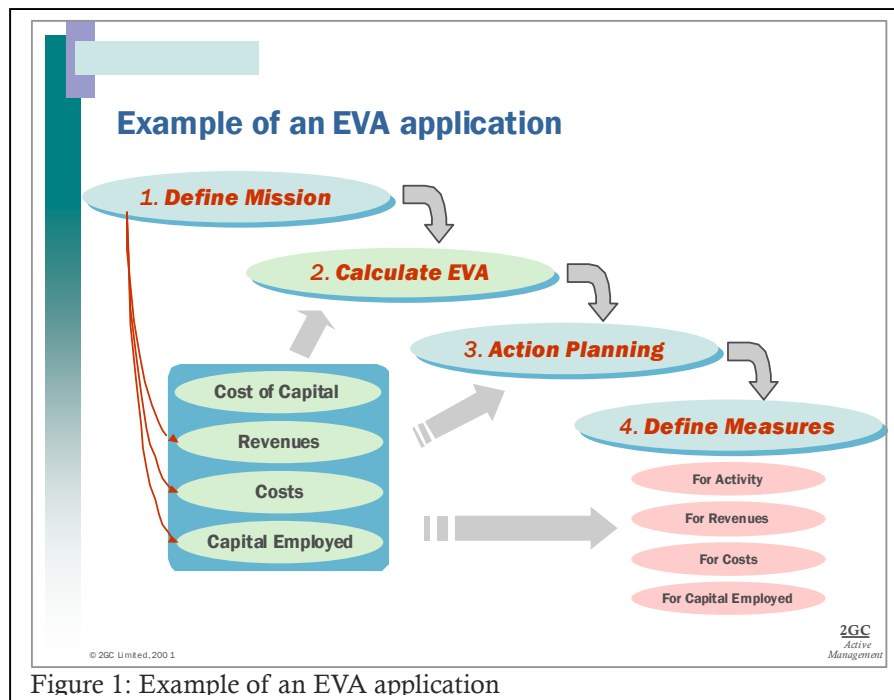 Example of an EVA application
1. Define Mission
2. Calculate EVA
3. Action Planning
4. Define Measures
Cost of Capital
Revenues
Costs
Capital Employed
For Activity
For Revenues
For Costs
For Capital Employed
© 2GC Limited, 2001
2GC
Active
Management
Figure 1: Example of an EVA application